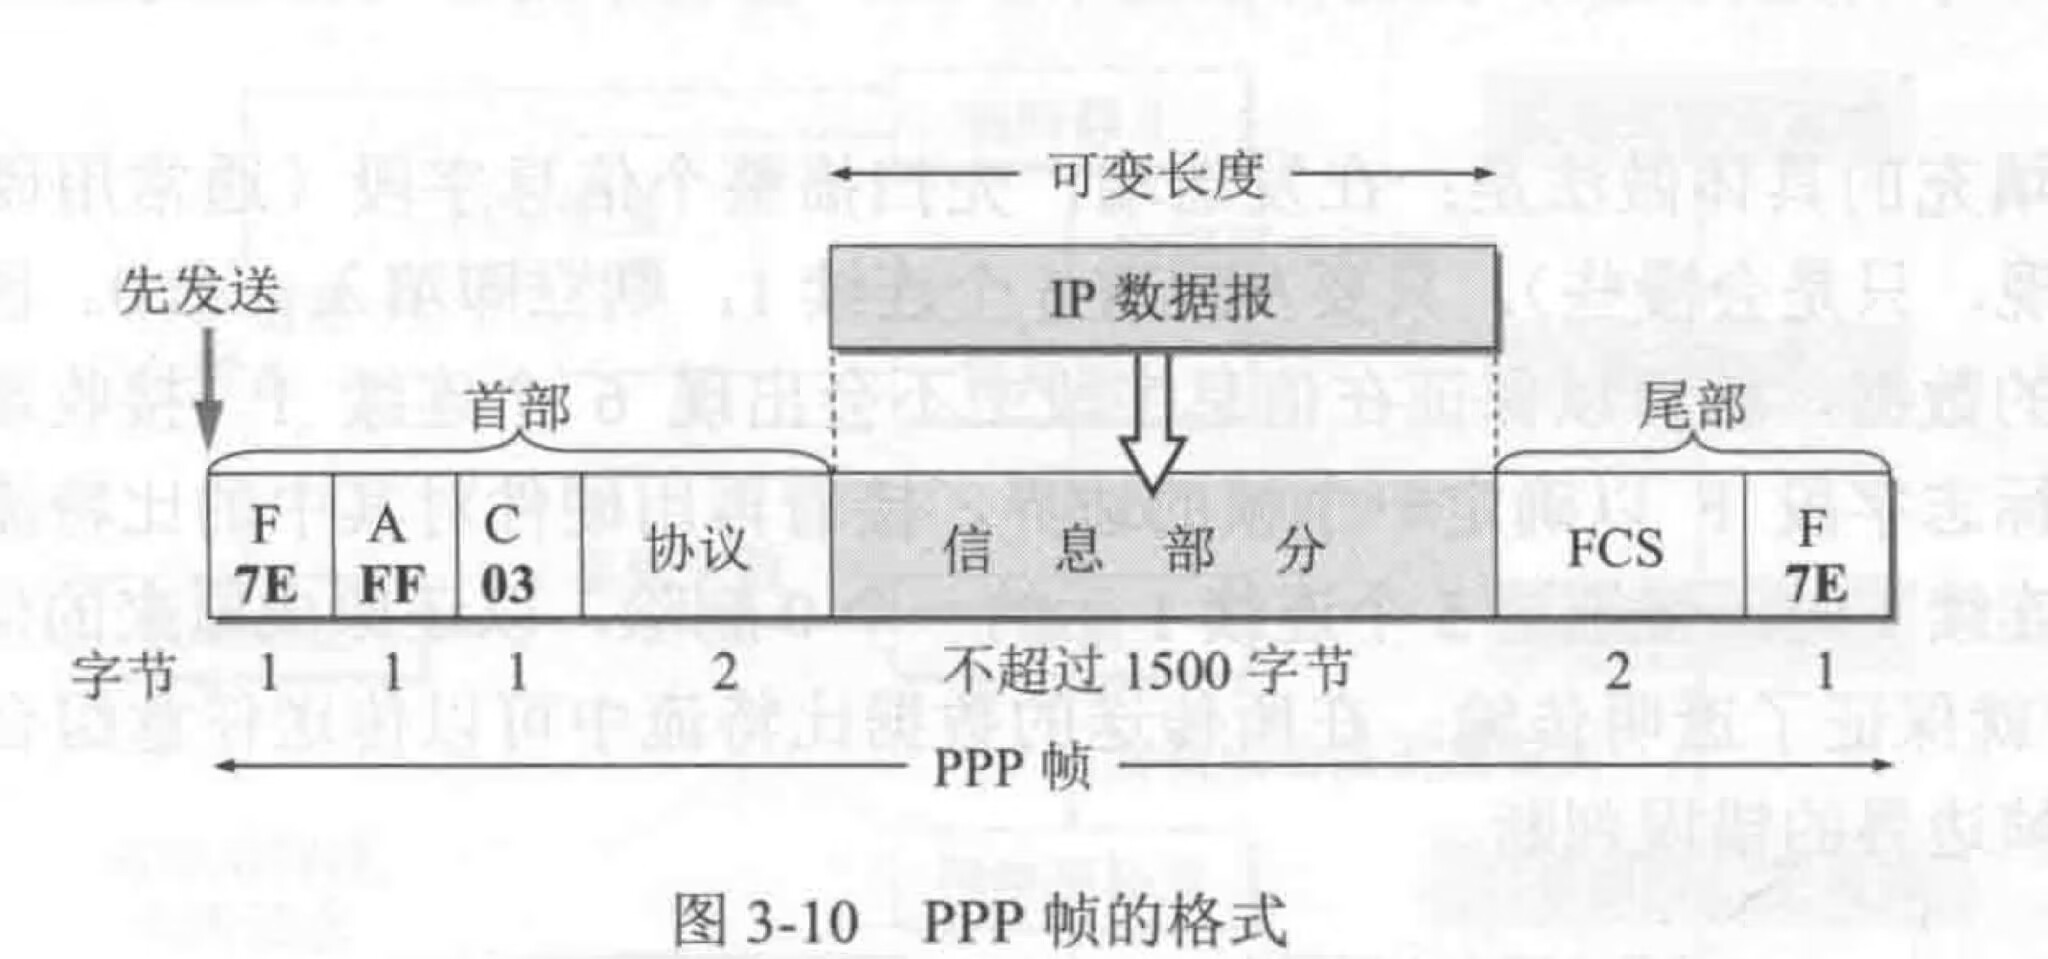 可变长度
先发送
IP 数据报
首部
尾部
F A C 协议 信息部分 FCS F
7E FF 03 7E
字节 1 1 1 2 不超过 1500 字节 2 1
PPP 帧
图 3-10 PPP 帧的格式